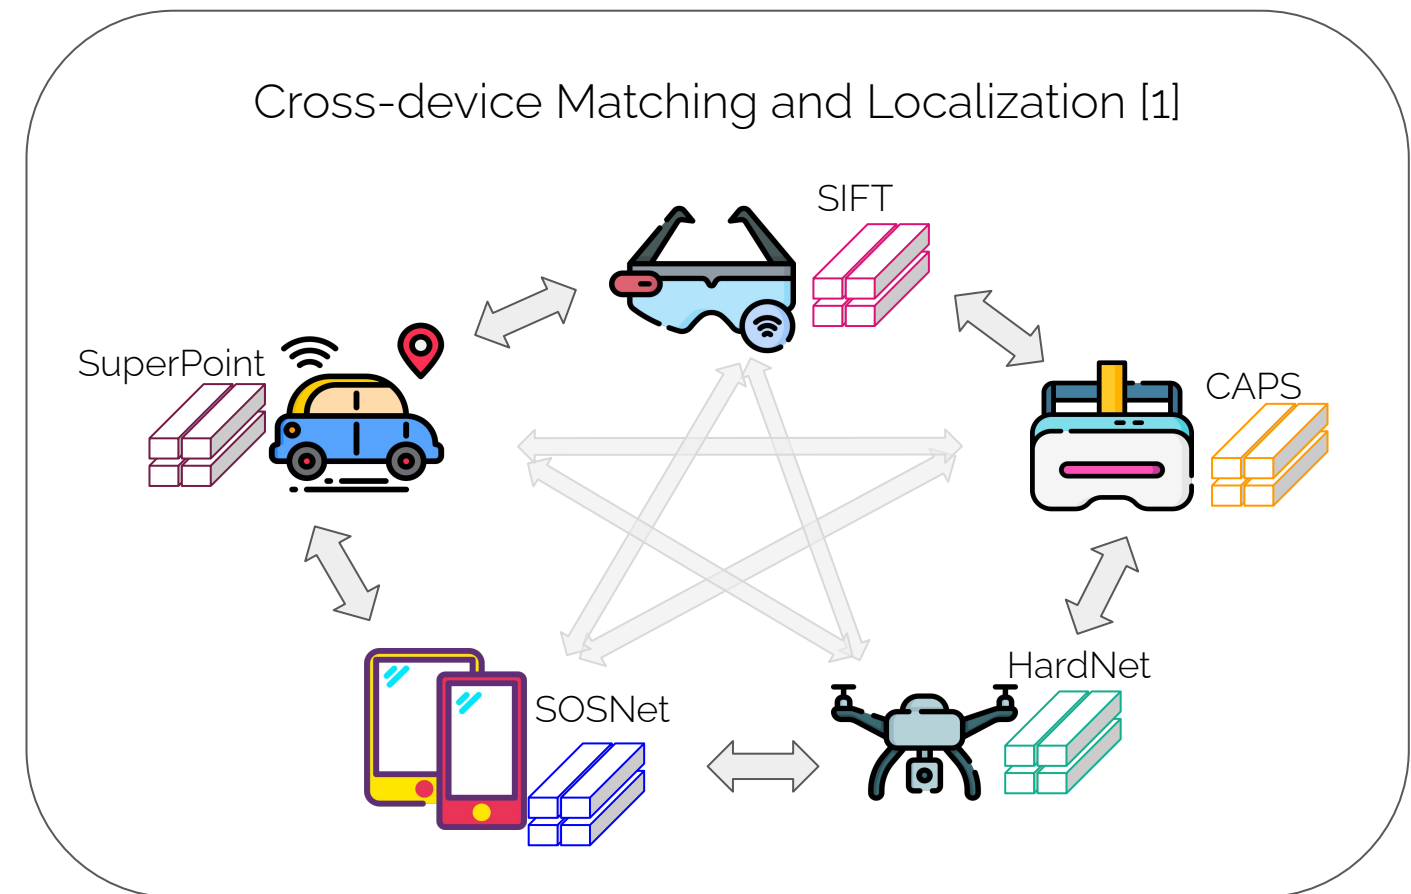 Cross-device Matching and Localization [1]
SIFT
SuperPoint
CAPS
HardNet
SOSNet